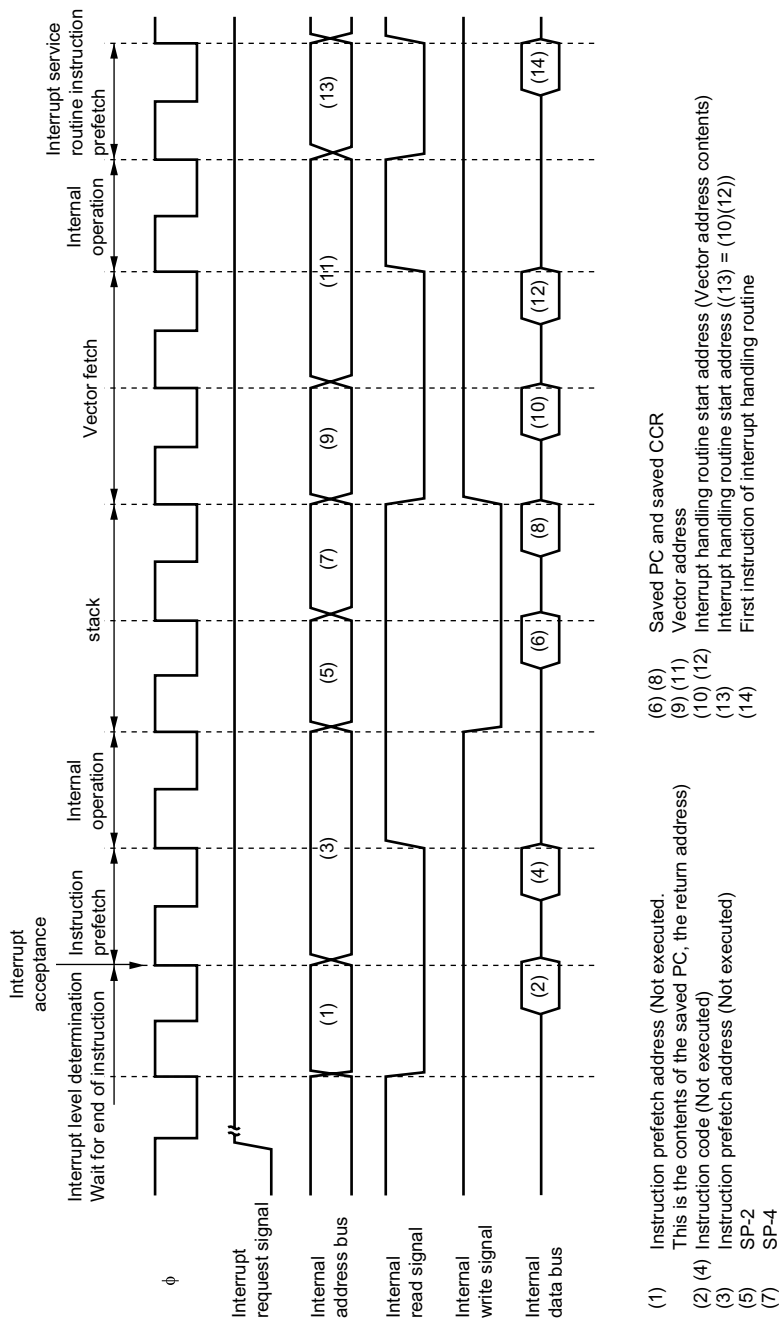 Interrupt
acceptance
Interrupt level determination
Wait for end of instruction
Instruction
prefetch
Internal
operation
stack
Vector fetch
Internal
operation
Interrupt service
routine instruction
prefetch
ϕ
Interrupt
request signal
Internal
address bus
(1)
(3)
(5)
(7)
(9)
(11)
(13)
Internal
read signal
Internal
write signal
Internal
data bus
(2)
(4)
(6)
(8)
(10)
(12)
(14)
(1) Instruction prefetch address (Not executed.
This is the contents of the saved PC, the return address)
(2) (4) Instruction code (Not executed)
(3) Instruction prefetch address (Not executed)
(5) SP-2
(7) SP-4
(6) (8) Saved PC and saved CCR
(9) (11) Vector address
(10) (12) Interrupt handling routine start address (Vector address contents)
(13) Interrupt handling routine start address ((13) = (10)(12))
(14) First instruction of interrupt handling routine